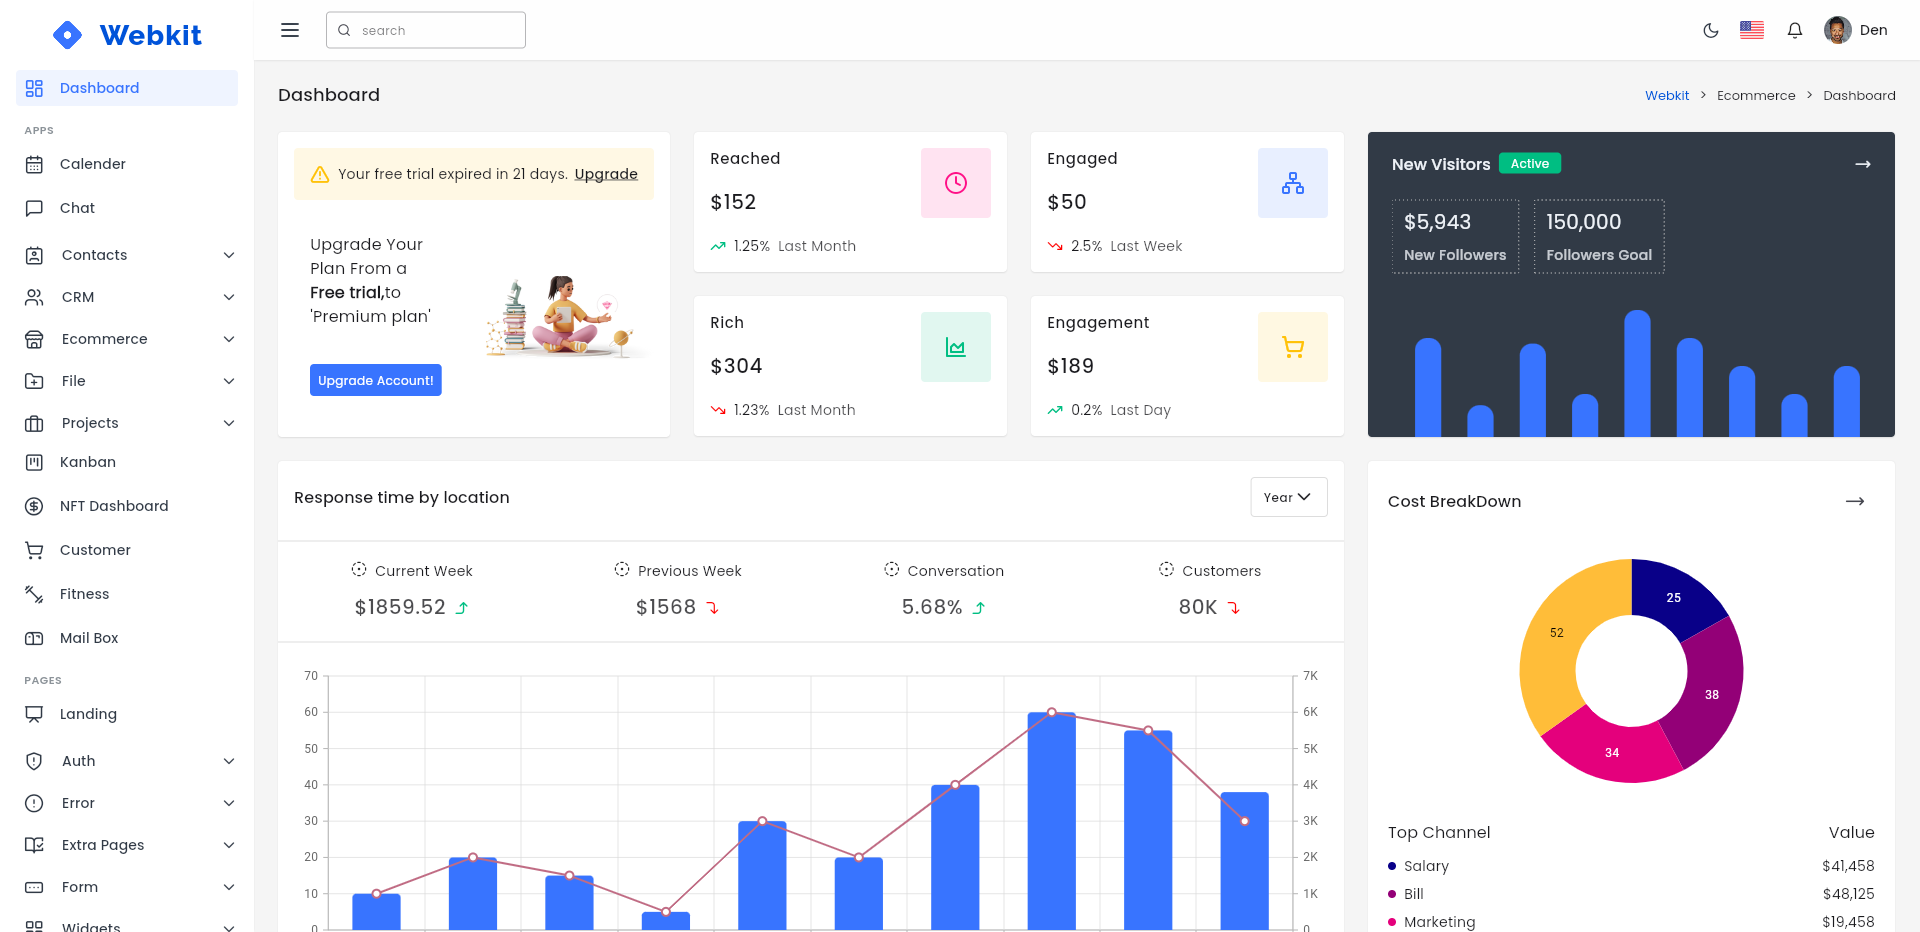 Webkit
search
Den
Dashboard
APPS
Calender
Chat
Contacts
CRM
Ecommerce
File
Projects
Kanban
NFT Dashboard
Customer
Fitness
Mail Box
PAGES
Landing
Auth
Error
Extra Pages
Form
Widgets
Dashboard
Webkit > Ecommerce > Dashboard
Your free trial expired in 21 days. Upgrade
Upgrade Your
Plan From a
Free trial,to
'Premium plan'
Upgrade Account!
Reached
$152
1.25% Last Month
Engaged
$50
2.5% Last Week
Rich
$304
1.23% Last Month
Engagement
$189
0.2% Last Day
New Visitors Active
$5,943
New Followers
150,000
Followers Goal
Response time by location
Year
Current Week
$1859.52
Previous Week
$1568
Conversation
5.68%
Customers
80K
70
60
50
40
30
20
10
0
7K
6K
5K
4K
3K
2K
1K
0
Cost BreakDown
25
52
38
34
Top Channel Value
Salary $41,458
Bill $48,125
Marketing $19,458